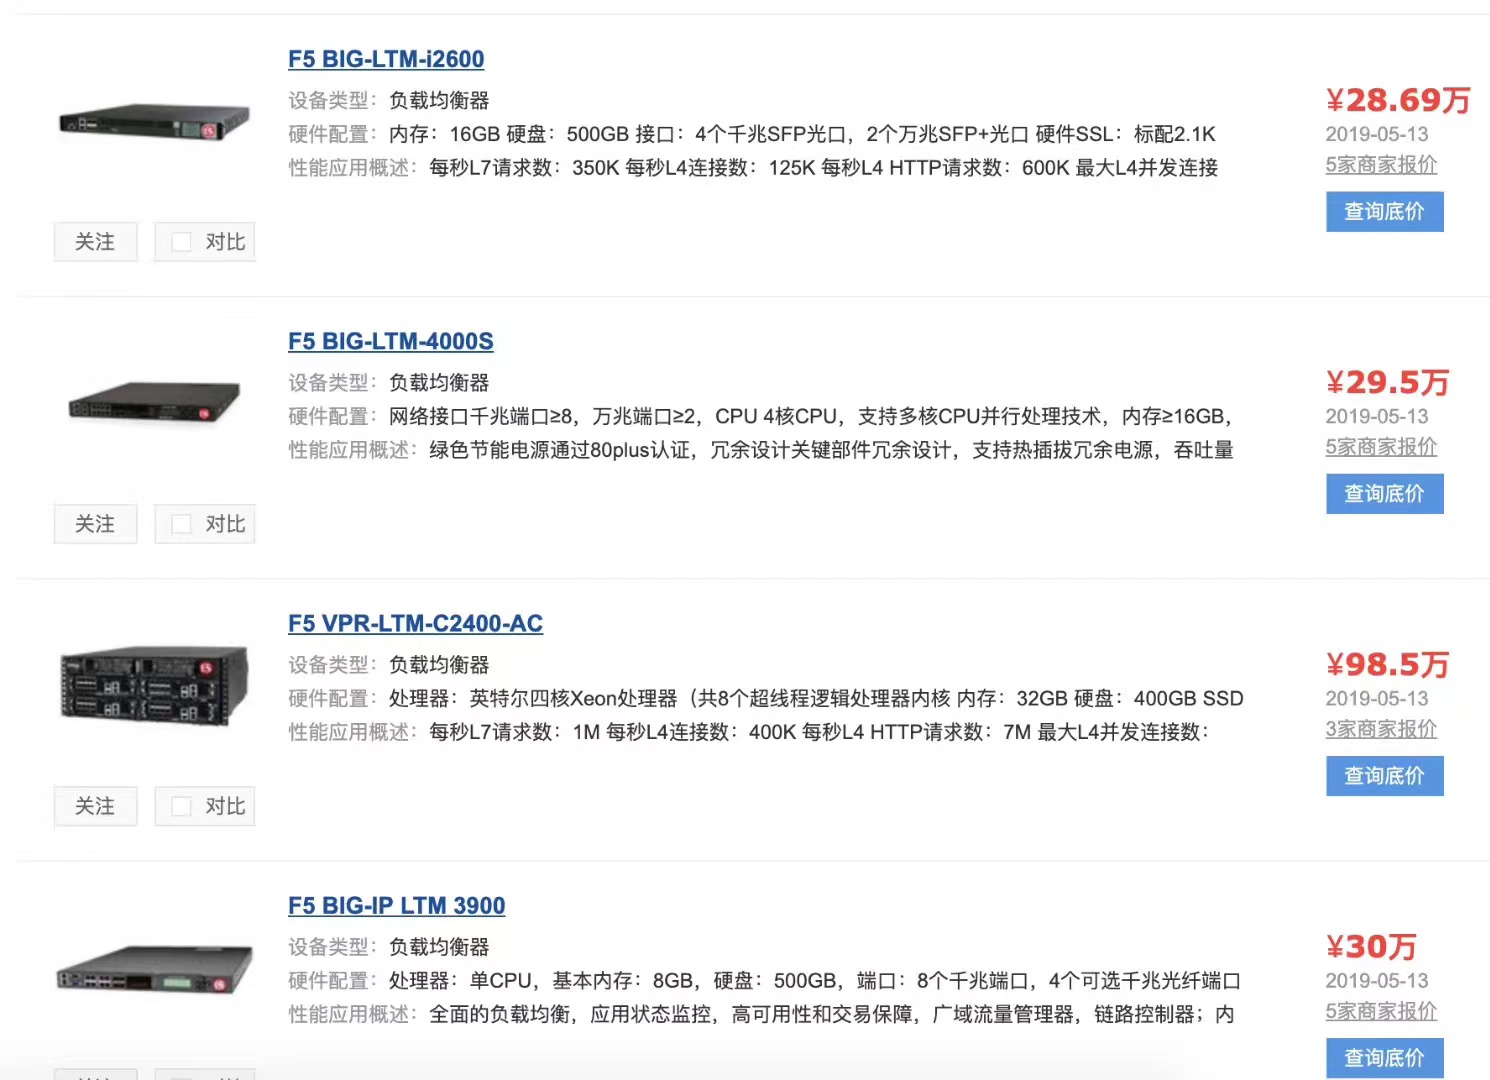 F5 BIG-LTM-i2600
设备类型： 负载均衡器
硬件配置： 内存：16GB 硬盘：500GB 接口：4个千兆SFP光口，2个万兆SFP+光口 硬件SSL：标配2.1K
性能应用概述： 每秒L7请求数：350K 每秒L4连接数：125K 每秒L4 HTTP请求数：600K 最大L4并发连接
¥28.69万
2019-05-13
5家商家报价
查询底价
关注 对比
F5 BIG-LTM-4000S
设备类型： 负载均衡器
硬件配置： 网络接口千兆端口≥8，万兆端口≥2，CPU 4核CPU，支持多核CPU并行处理技术，内存≥16GB，
性能应用概述： 绿色节能电源通过80plus认证，冗余设计关键部件冗余设计，支持热插拔冗余电源，吞吐量
¥29.5万
2019-05-13
5家商家报价
查询底价
关注 对比
F5 VPR-LTM-C2400-AC
设备类型： 负载均衡器
硬件配置： 处理器：英特尔四核Xeon处理器（共8个超线程逻辑处理器内核 内存：32GB 硬盘：400GB SSD
性能应用概述： 每秒L7请求数：1M 每秒L4连接数：400K 每秒L4 HTTP请求数：7M 最大L4并发连接数：
¥98.5万
2019-05-13
3家商家报价
查询底价
关注 对比
F5 BIG-IP LTM 3900
设备类型： 负载均衡器
硬件配置： 处理器：单CPU，基本内存：8GB，硬盘：500GB，端口：8个千兆端口，4个可选千兆光纤端口
性能应用概述： 全面的负载均衡，应用状态监控，高可用性和交易保障，广域流量管理器，链路控制器；内
¥30万
2019-05-13
5家商家报价
查询底价